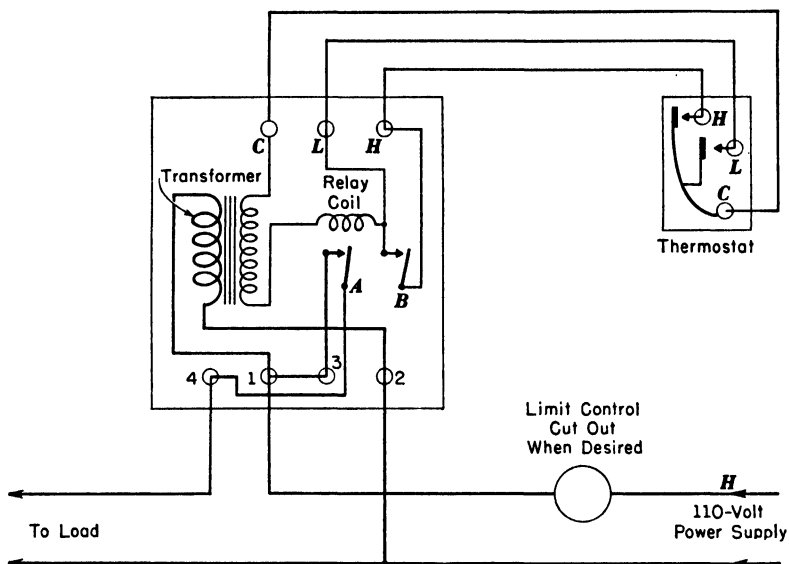 C
L
H
Transformer
Relay
Coil
A
B
4
1
3
2
H
L
C
Thermostat
Limit Control
Cut Out
When Desired
H
110-Volt
Power Supply
To Load